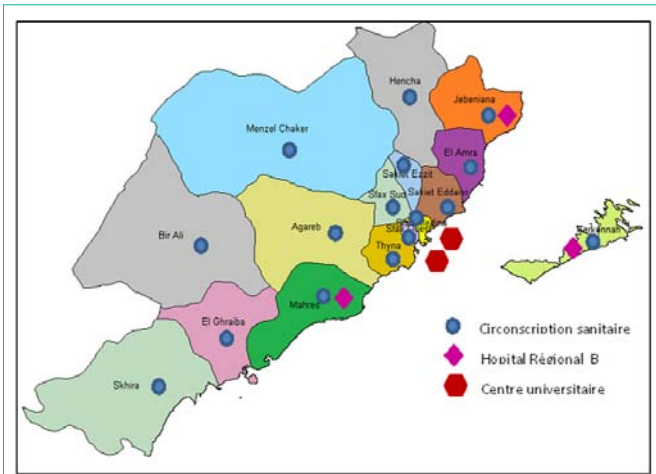 Hencha
Jebeniana
Menzel Chaker
El Amra
Sakiet Ezzit
Sfax Sud
Sakiet Eddaier
Bir Ali
Agareb
Thyna
Kerkennah
Mahres
El Ghraiba
Skhira
Circonscription sanitaire
Hopital Régional B
Centre universitaire